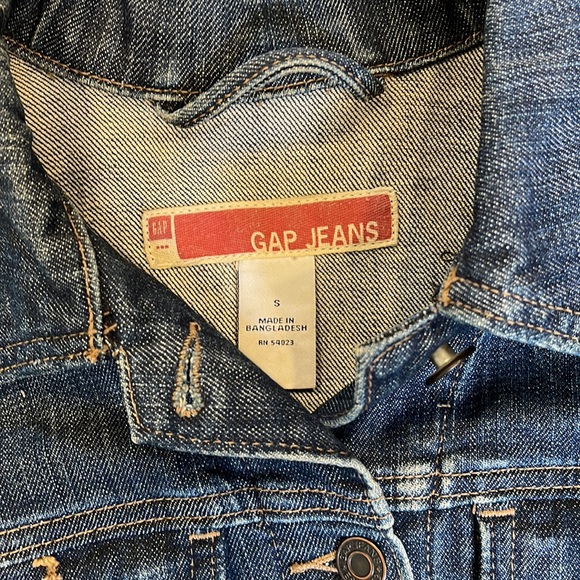 GAP
GAP JEANS
S
MADE IN
BANGLADESH
RN 54023